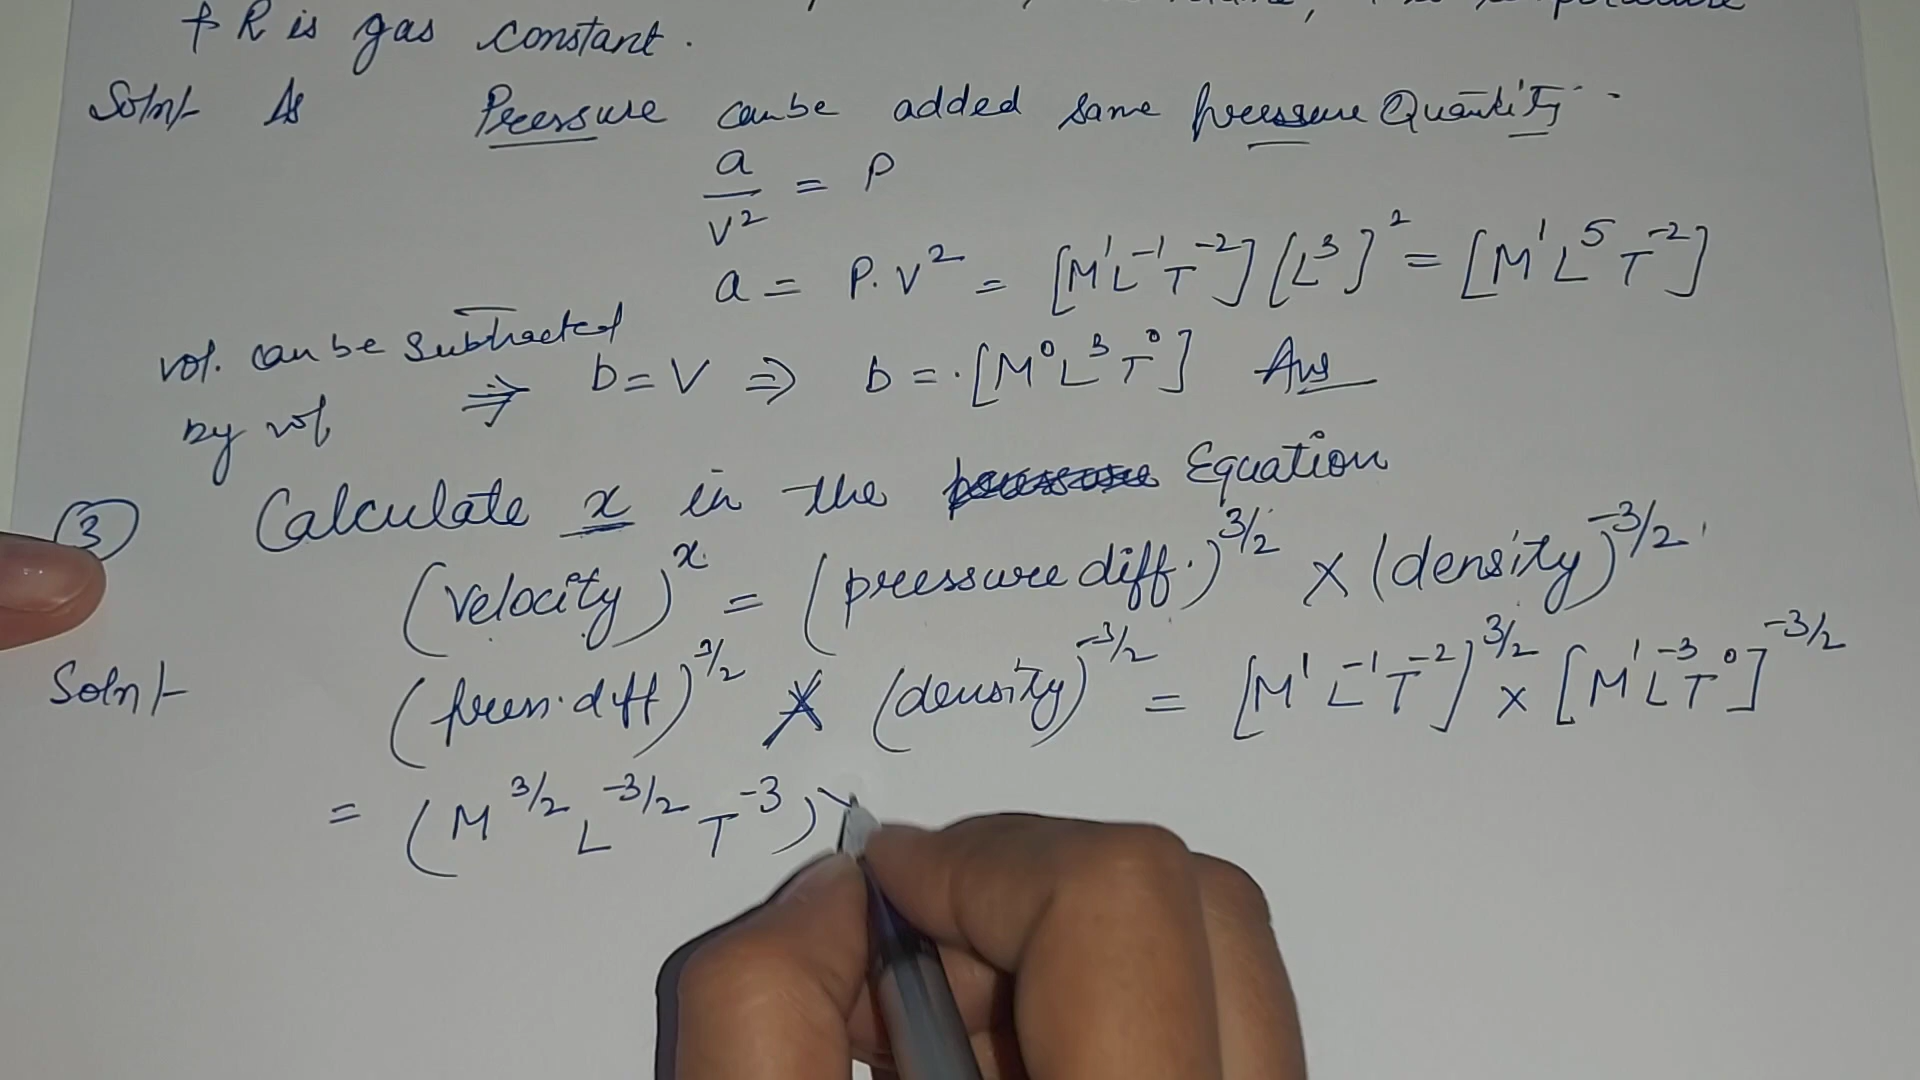 & R is gas constant.
Soln/- As Pressure can be added same pressure Quantity..
a/V² = P
a = P.V² = [M¹L⁻¹T⁻²][L³]² = [M¹L⁵T⁻²]
vol. can be subtracted
by vol ⇒ b=V ⇒ b = [M⁰L³T⁰] Ans
(3) Calculate x in the Equation
(velocity)ˣ = (pressure diff.)^3/2 × (density)^-3/2
Soln/- (pres. diff)^3/2 × (density)^-3/2 = [M¹L⁻¹T⁻²]^3/2 × [M¹L⁻³T⁰]^-3/2
= (M^3/2 L^-3/2 T^-3)